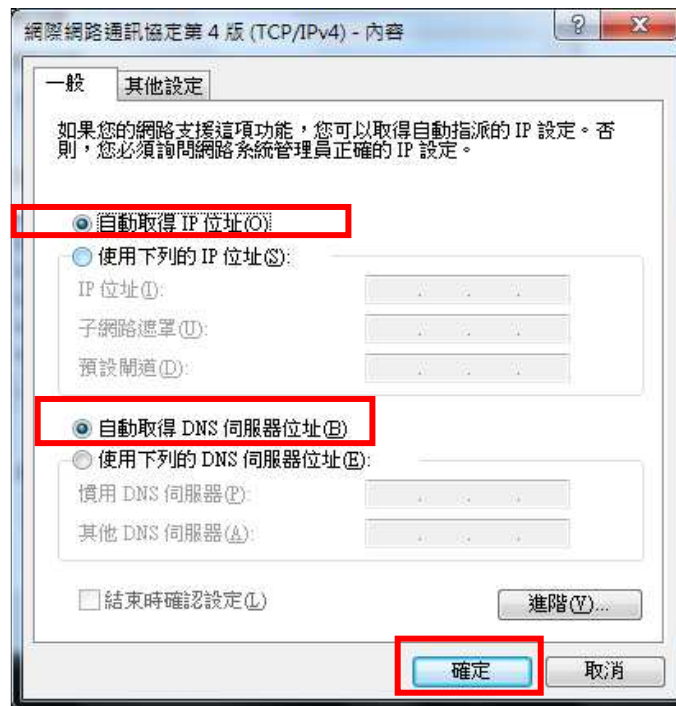 網際網路通訊協定第 4 版 (TCP/IPv4) - 內容
一般
其他設定
如果您的網路支援這項功能，您可以取得自動指派的 IP 設定。否
則，您必須詢問網路系統管理員正確的 IP 設定。
自動取得 IP 位址(O)
使用下列的 IP 位址(S):
IP 位址(I):
子網路遮罩(U):
預設閘道(D):
自動取得 DNS 伺服器位址(B)
使用下列的 DNS 伺服器位址(E):
慣用 DNS 伺服器(P):
其他 DNS 伺服器(A):
結束時確認設定(L)
進階(V)...
確定
取消